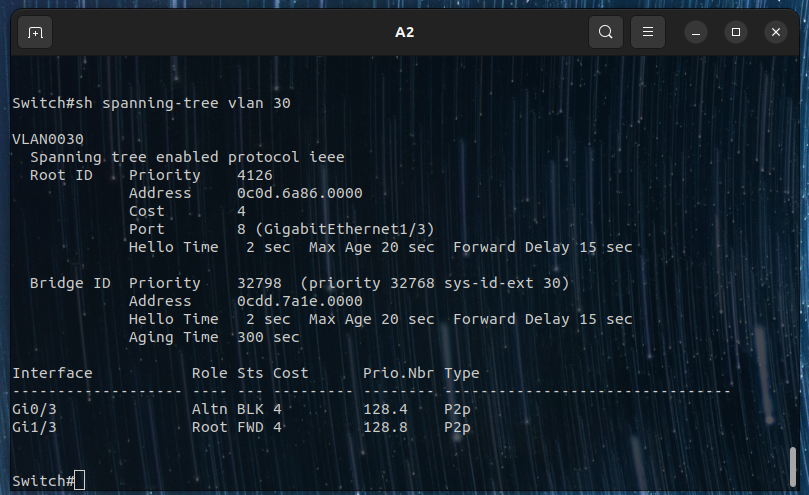 A2
Switch#sh spanning-tree vlan 30
VLAN0030
  Spanning tree enabled protocol ieee
  Root ID    Priority    4126
             Address     0c0d.6a86.0000
             Cost        4
             Port        8 (GigabitEthernet1/3)
             Hello Time   2 sec  Max Age 20 sec  Forward Delay 15 sec
  Bridge ID  Priority    32798  (priority 32768 sys-id-ext 30)
             Address     0cdd.7a1e.0000
             Hello Time   2 sec  Max Age 20 sec  Forward Delay 15 sec
             Aging Time  300 sec
Interface           Role Sts Cost      Prio.Nbr Type
------------------- ---- --- --------- -------- --------------------------------
Gi0/3               Altn BLK 4         128.4    P2p
Gi1/3               Root FWD 4         128.8    P2p
Switch#